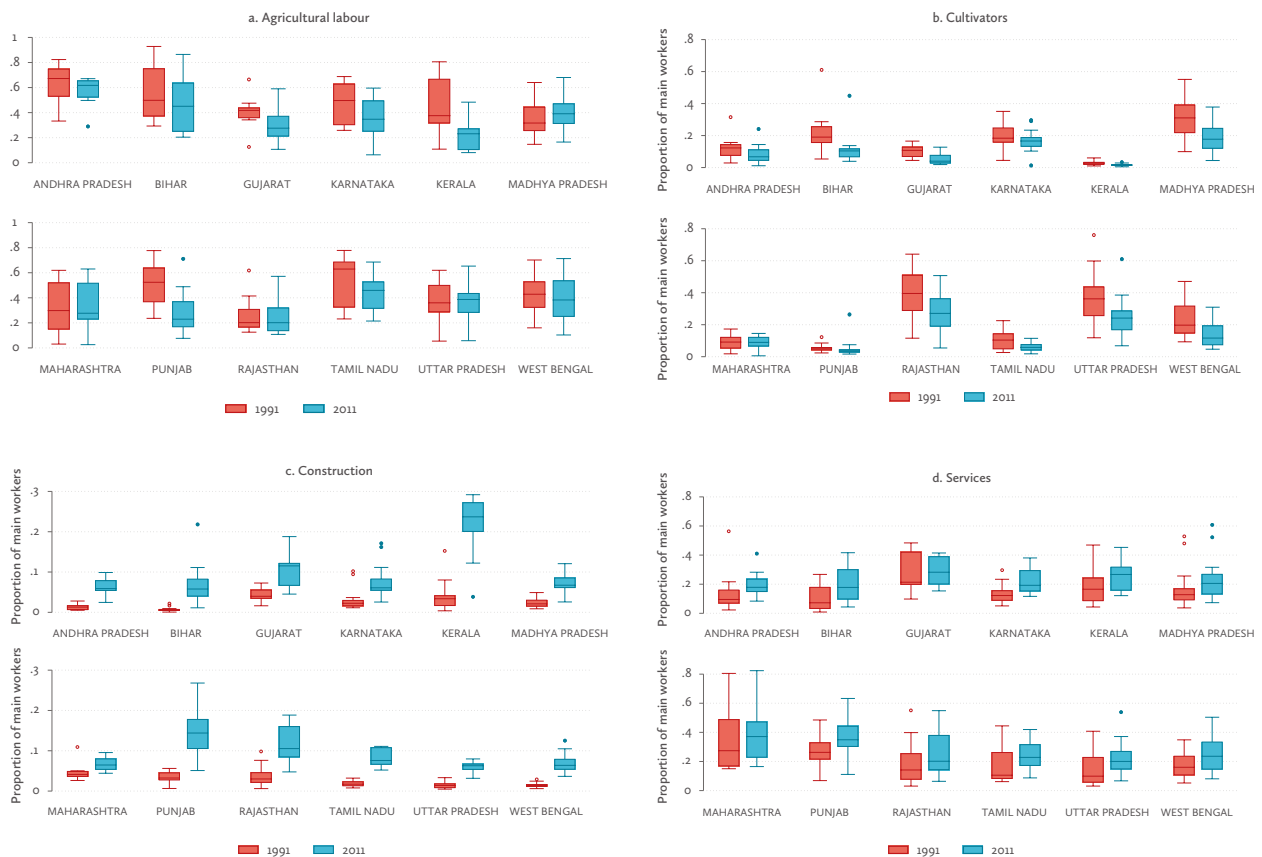 a. Agricultural labour
1
.8
.6
.4
.2
0
ANDHRA PRADESH BIHAR GUJARAT KARNATAKA KERALA MADHYA PRADESH
1
.8
.6
.4
.2
0
MAHARASHTRA PUNJAB RAJASTHAN TAMIL NADU UTTAR PRADESH WEST BENGAL
1991 2011
b. Cultivators
Proportion of main workers
.8
.6
.4
.2
0
ANDHRA PRADESH BIHAR GUJARAT KARNATAKA KERALA MADHYA PRADESH
Proportion of main workers
.8
.6
.4
.2
0
MAHARASHTRA PUNJAB RAJASTHAN TAMIL NADU UTTAR PRADESH WEST BENGAL
1991 2011
c. Construction
Proportion of main workers
.3
.2
.1
0
ANDHRA PRADESH BIHAR GUJARAT KARNATAKA KERALA MADHYA PRADESH
Proportion of main workers
.3
.2
.1
0
MAHARASHTRA PUNJAB RAJASTHAN TAMIL NADU UTTAR PRADESH WEST BENGAL
1991 2011
d. Services
Proportion of main workers
.8
.6
.4
.2
0
ANDHRA PRADESH BIHAR GUJARAT KARNATAKA KERALA MADHYA PRADESH
Proportion of main workers
.8
.6
.4
.2
0
MAHARASHTRA PUNJAB RAJASTHAN TAMIL NADU UTTAR PRADESH WEST BENGAL
1991 2011